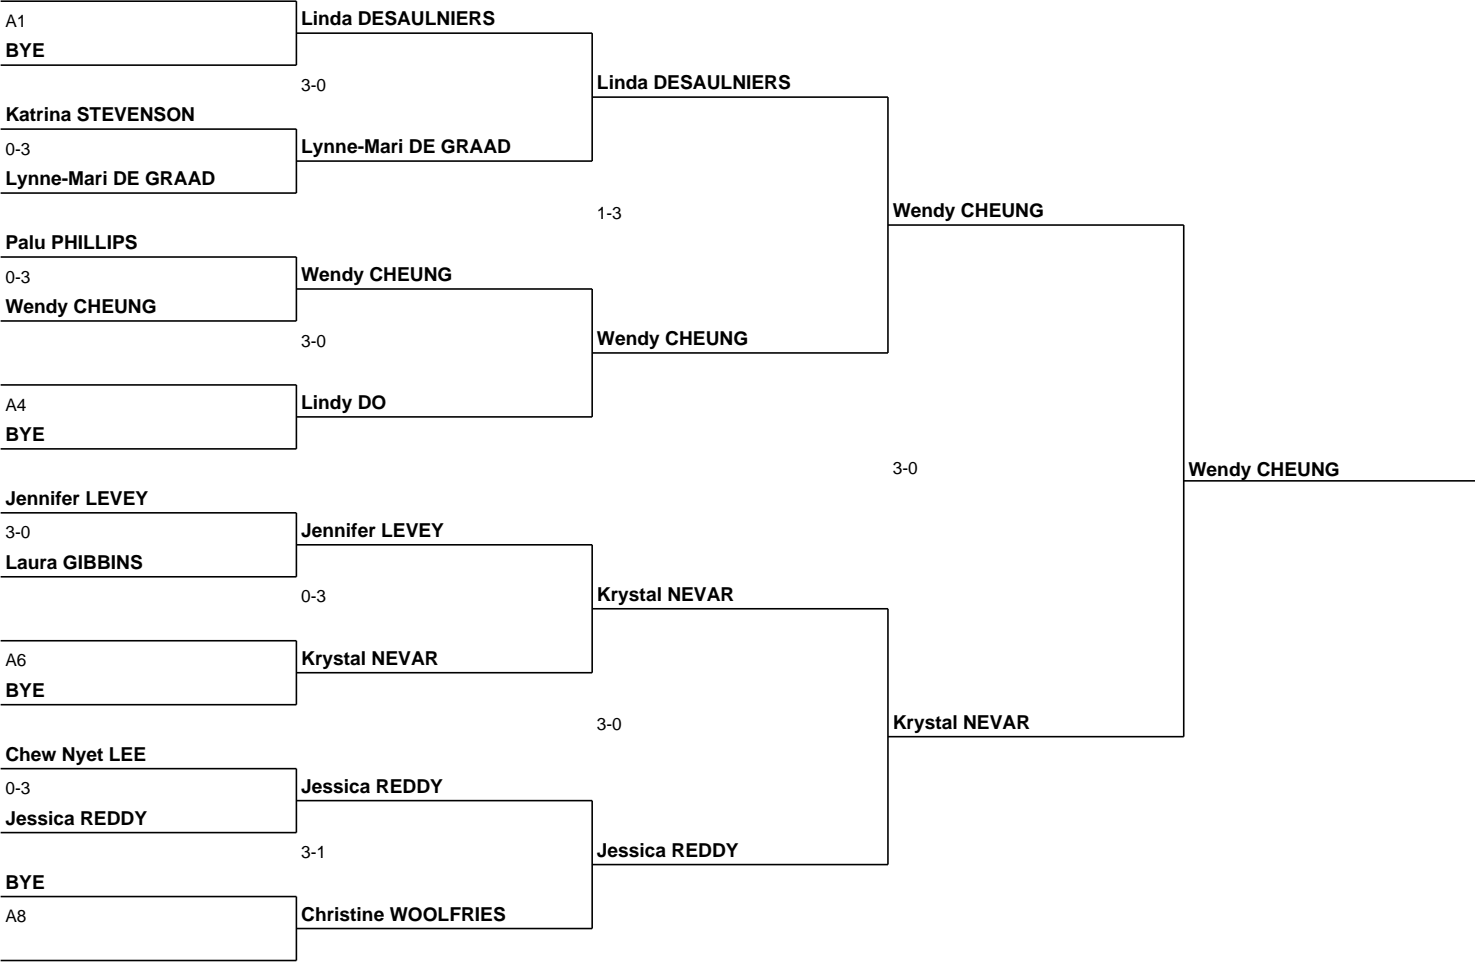 A1
BYE
Katrina STEVENSON
0-3
Lynne-Mari DE GRAAD
Palu PHILLIPS
0-3
Wendy CHEUNG
A4
BYE
Jennifer LEVEY
3-0
Laura GIBBINS
A6
BYE
Chew Nyet LEE
0-3
Jessica REDDY
BYE
A8
Linda DESAULNIERS
3-0
Lynne-Mari DE GRAAD
Wendy CHEUNG
3-0
Lindy DO
Jennifer LEVEY
0-3
Krystal NEVAR
Jessica REDDY
3-1
Christine WOOLFRIES
Linda DESAULNIERS
1-3
Wendy CHEUNG
Krystal NEVAR
3-0
Jessica REDDY
Wendy CHEUNG
3-0
Krystal NEVAR
Wendy CHEUNG